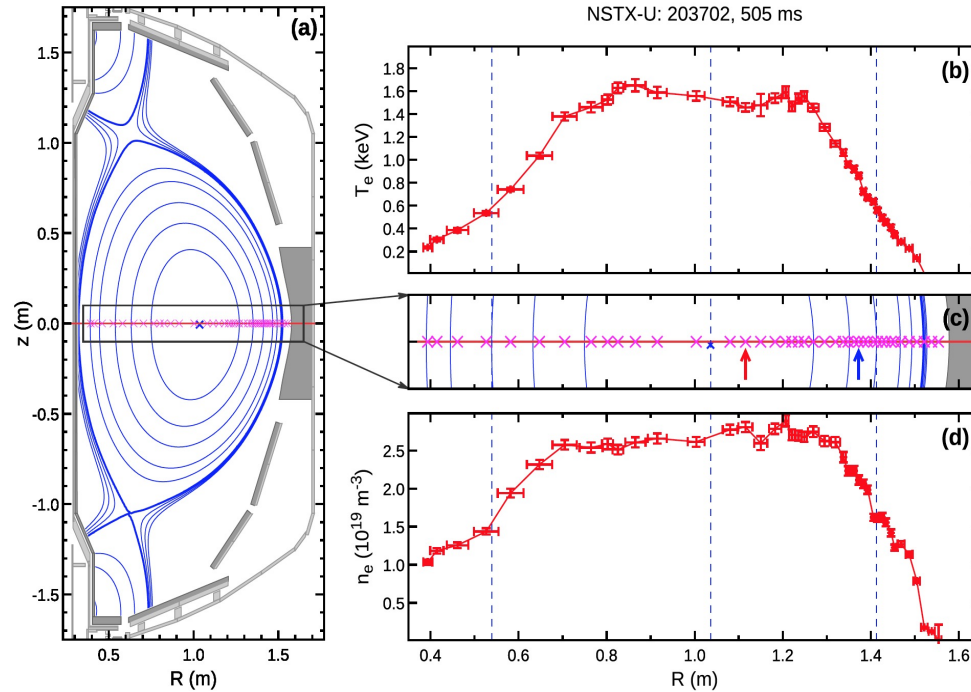 NSTX-U: 203702, 505 ms
(a)
z (m)
1.5
1.0
0.5
0.0
-0.5
-1.0
-1.5
0.5 1.0 1.5
R (m)
(b)
T_e (keV)
1.8
1.6
1.4
1.2
1.0
0.8
0.6
0.4
0.2
(c)
(d)
n_e (10^19 m^-3)
2.5
2.0
1.5
1.0
0.5
0.4 0.6 0.8 1.0 1.2 1.4 1.6
R (m)